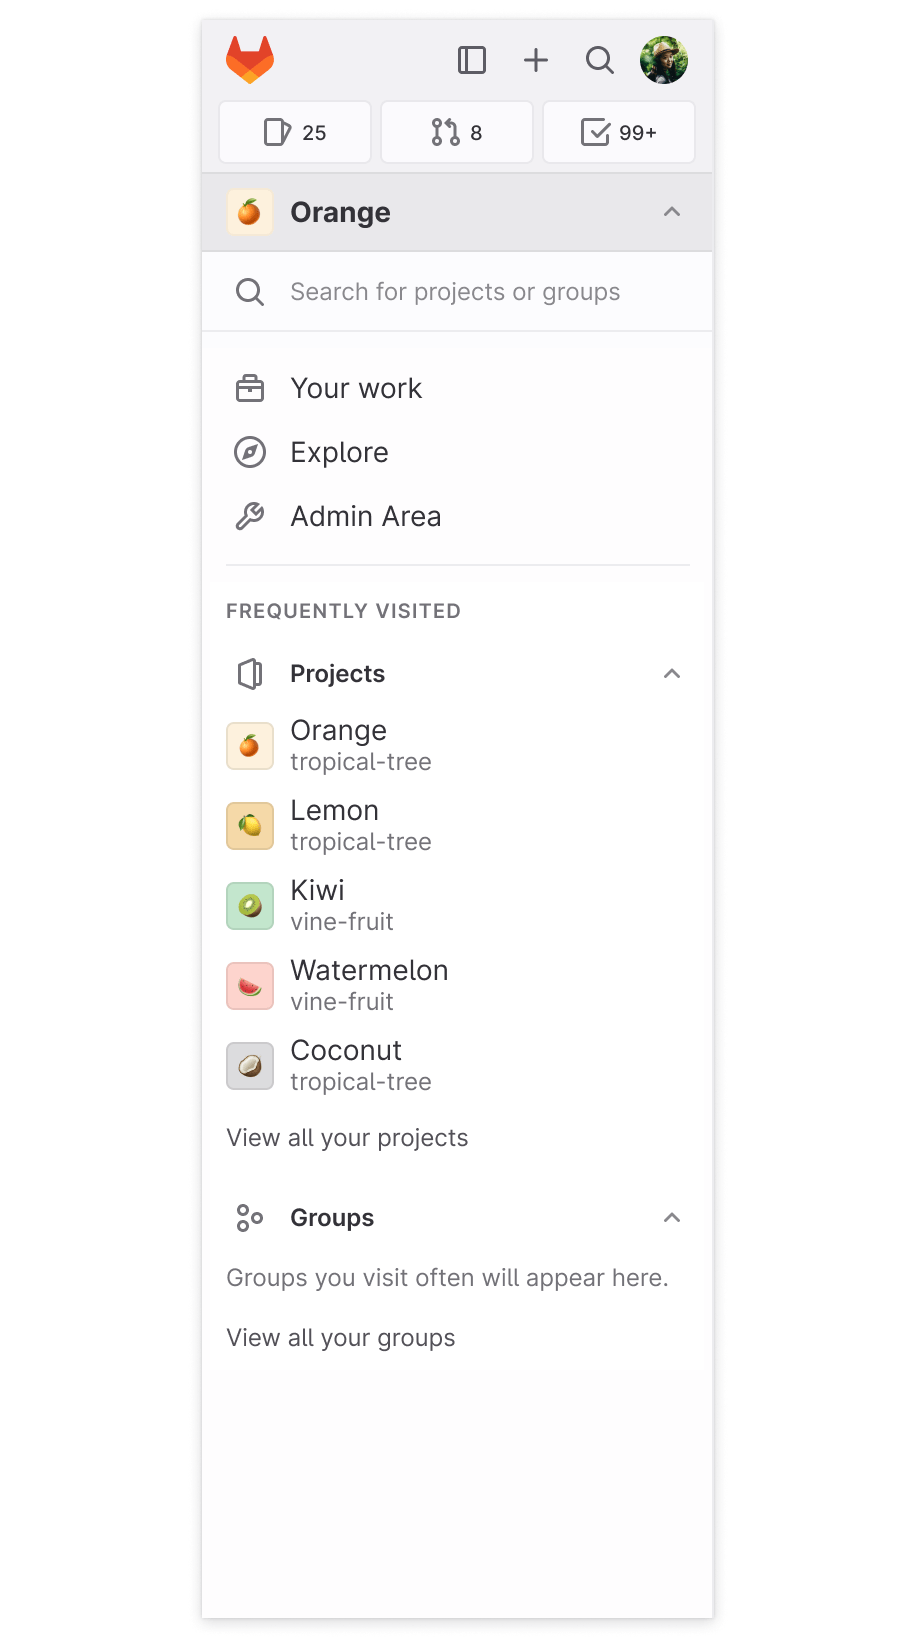 25
8
99+
Orange
Search for projects or groups
Your work
Explore
Admin Area
FREQUENTLY VISITED
Projects
Orange
tropical-tree
Lemon
tropical-tree
Kiwi
vine-fruit
Watermelon
vine-fruit
Coconut
tropical-tree
View all your projects
Groups
Groups you visit often will appear here.
View all your groups